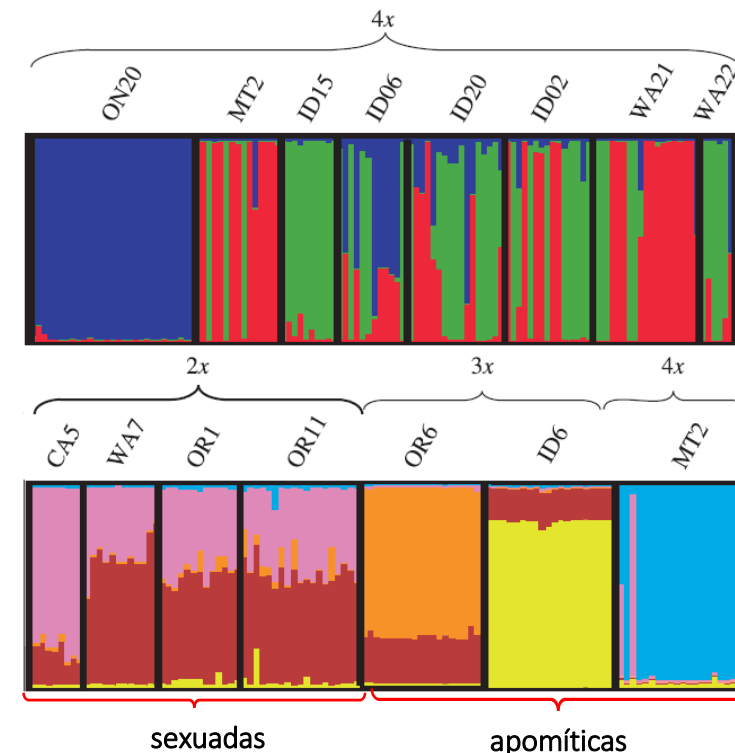 4x
ON20 MT2 ID15 ID06 ID20 ID02 WA21 WA22
2x 3x 4x
CA5 WA7 OR1 OR11 OR6 ID6 MT2
sexuadas apomíticas